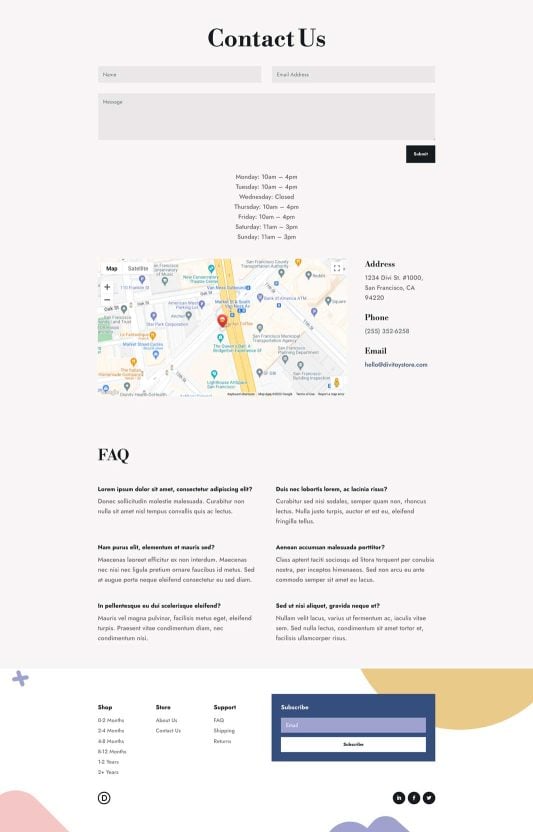 Contact Us
Name
Email Address
Message
Submit
Monday: 10am – 4pm
Tuesday: 10am – 4pm
Wednesday: Closed
Thursday: 10am – 4pm
Friday: 10am – 4pm
Saturday: 11am – 3pm
Sunday: 11am – 3pm
Map
Satellite
Address
1234 Divi St. #1000,
San Francisco, CA
94220
Phone
(255) 352-6258
Email
hello@divitoystore.com
FAQ
Lorem ipsum dolor sit amet, consectetur adipiscing elit?
Donec sollicitudin molestie malesuada. Curabitur non
nulla sit amet nisl tempus convallis quis ac lectus.
Duis nec lobortis lorem, ac lacinia risus?
Curabitur sed nisi sodales, semper quam non, rhoncus
lectus. Nulla justo turpis, auctor et est eu, eleifend
fringilla tellus.
Nam purus elit, elementum et mauris sed?
Maecenas laoreet efficitur ex non interdum. Maecenas
nec nisi nec ligula pretium ornare faucibus id metus. Sed
at augue porta neque eleifend consectetur eu sed diam.
Aenean accumsan malesuada porttitor?
Class aptent taciti sociosqu ad litora torquent per conubia
nostra, per inceptos himenaeos. Sed non arcu eu ante
commodo semper sit amet eu lacus.
In pellentesque eu dui scelerisque eleifend?
Mauris vel magna pulvinar, facilisis metus eget, eleifend
turpis. Praesent vitae condimentum diam, nec
condimentum nisi.
Sed ut nisi aliquet, gravida neque et?
Nullam velit lacus, varius ut fermentum ac, iaculis vitae
sem. Sed nulla lectus, condimentum sit amet tortor et,
facilisis ullamcorper risus.
Shop
0-2 Months
2-4 Months
4-8 Months
8-12 Months
1-2 Years
2+ Years
Store
About Us
Contact Us
Support
FAQ
Shipping
Returns
Subscribe
Email
Subscribe